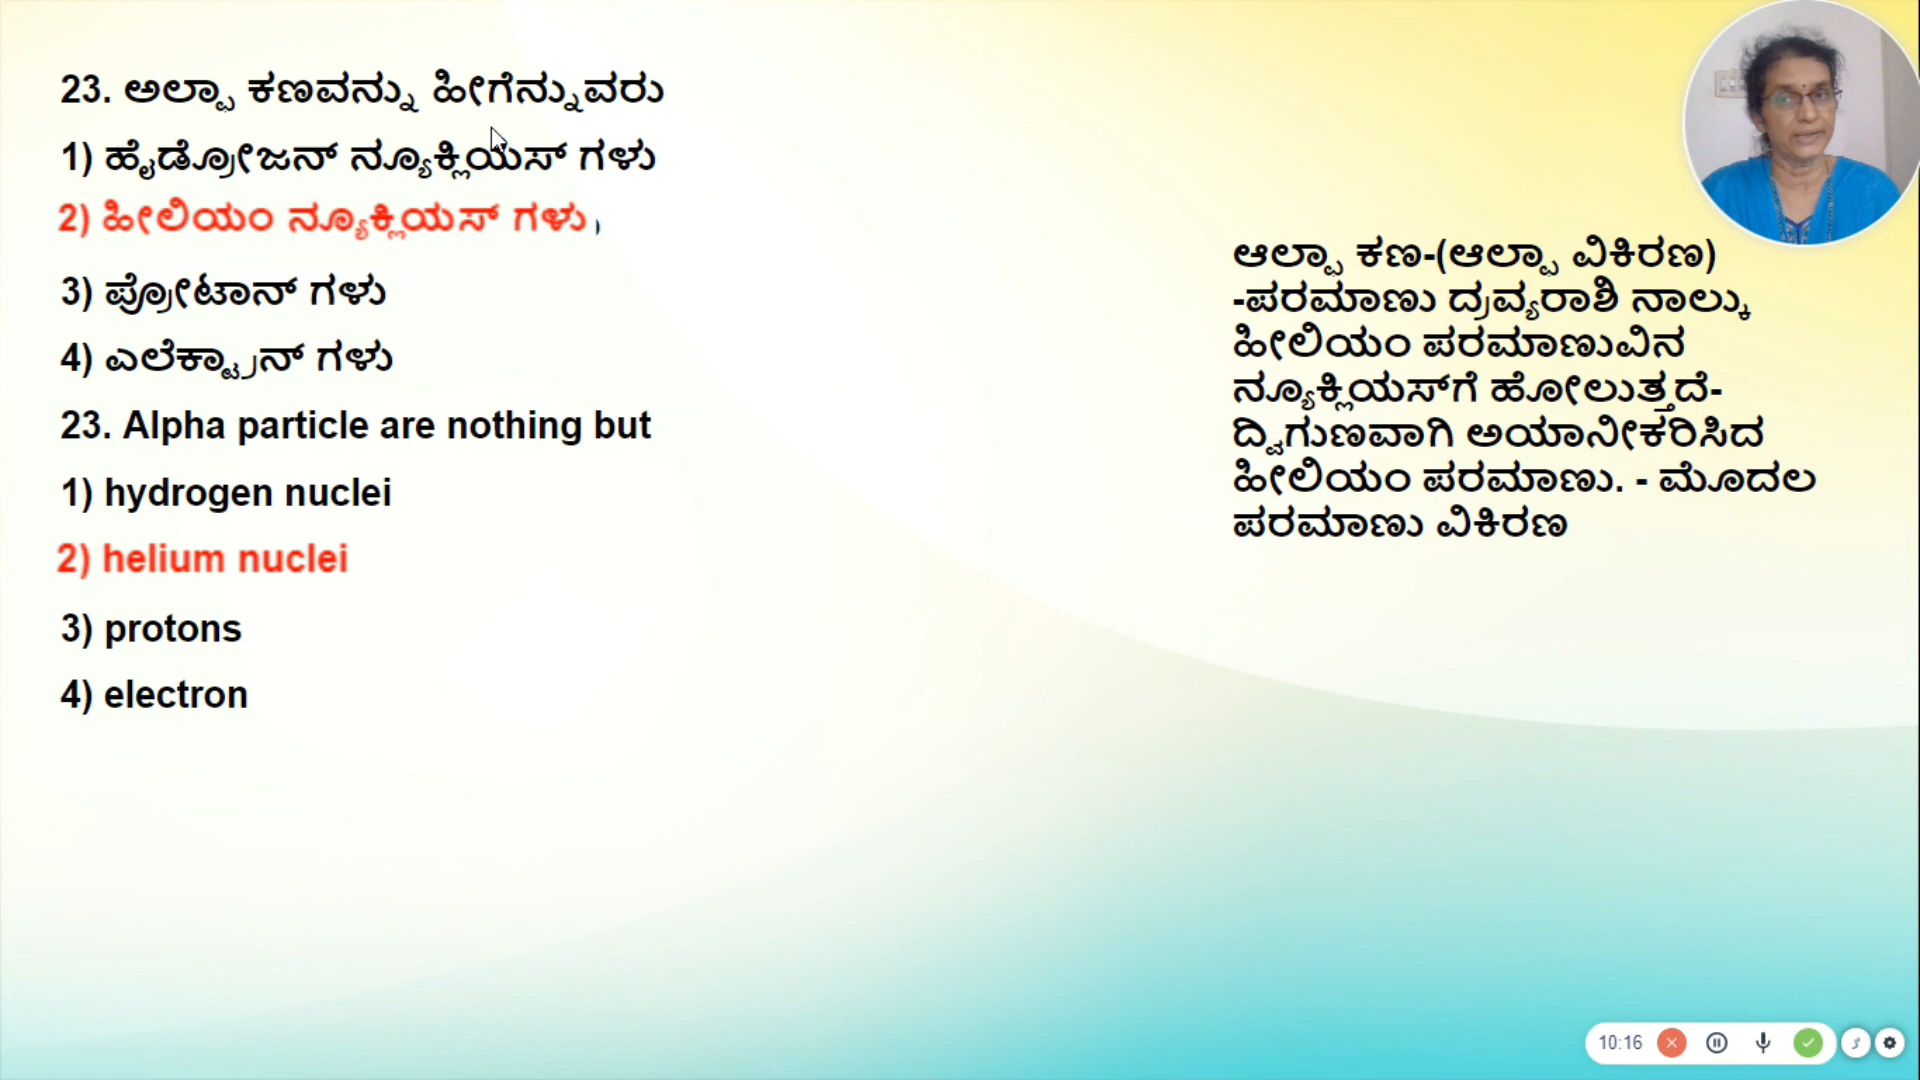 23. ಅಲ್ಫಾ ಕಣವನ್ನು ಹೀಗೆನ್ನುವರು
1) ಹೈಡ್ರೋಜನ್ ನ್ಯೂಕ್ಲಿಯಸ್ ಗಳು
2) ಹೀಲಿಯಂ ನ್ಯೂಕ್ಲಿಯಸ್ ಗಳು
3) ಪ್ರೋಟಾನ್ ಗಳು
4) ಎಲೆಕ್ಟ್ರಾನ್ ಗಳು
23. Alpha particle are nothing but
1) hydrogen nuclei
2) helium nuclei
3) protons
4) electron
ಆಲ್ಫಾ ಕಣ-(ಆಲ್ಫಾ ವಿಕಿರಣ)
-ಪರಮಾಣು ದ್ರವ್ಯರಾಶಿ ನಾಲ್ಕು
ಹೀಲಿಯಂ ಪರಮಾಣುವಿನ
ನ್ಯೂಕ್ಲಿಯಸ್‌ಗೆ ಹೋಲುತ್ತದೆ-
ದ್ವಿಗುಣವಾಗಿ ಅಯಾನೀಕರಿಸಿದ
ಹೀಲಿಯಂ ಪರಮಾಣು. - ಮೊದಲ
ಪರಮಾಣು ವಿಕಿರಣ
10:16